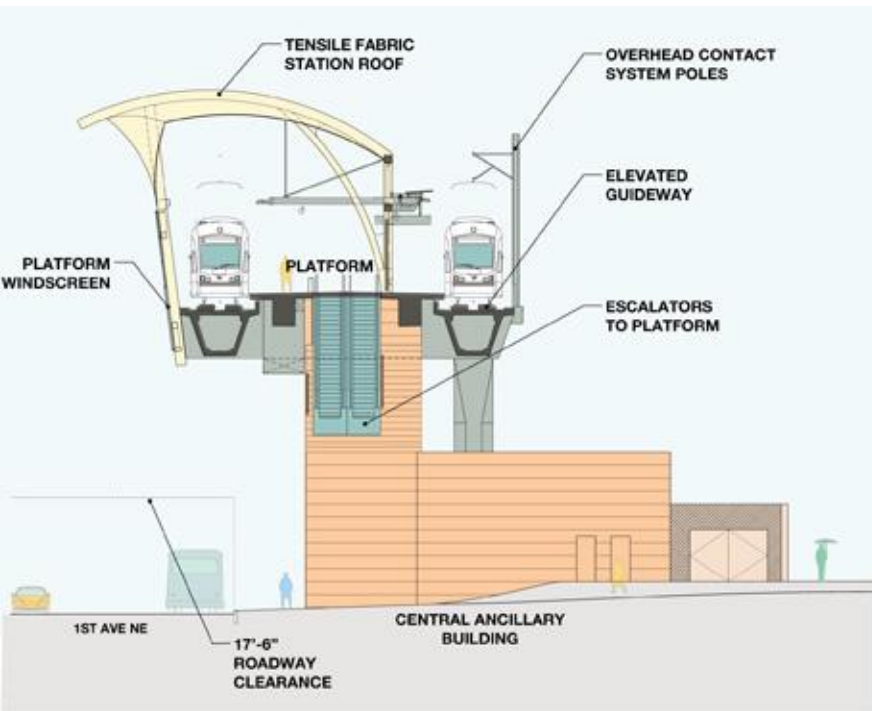 TENSILE FABRIC
STATION ROOF
OVERHEAD CONTACT
SYSTEM POLES
ELEVATED
GUIDEWAY
PLATFORM
WINDSCREEN
PLATFORM
ESCALATORS
TO PLATFORM
1ST AVE NE
CENTRAL ANCILLARY
BUILDING
17'-6"
ROADWAY
CLEARANCE